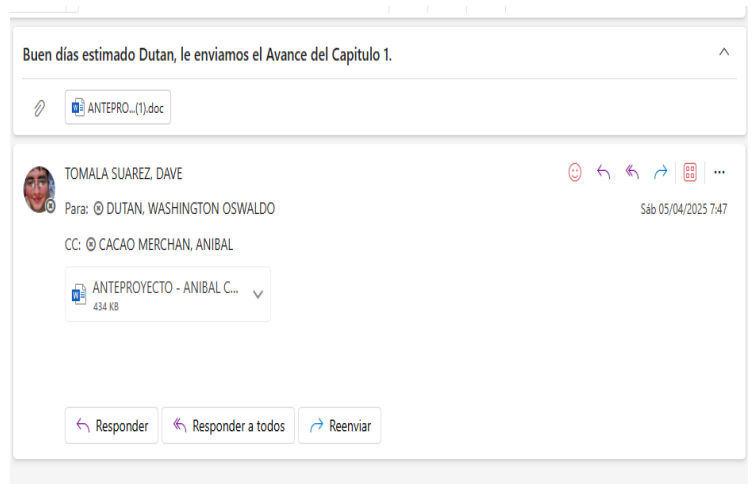 Buen días estimado Dutan, le enviamos el Avance del Capitulo 1.
ANTEPRO...(1).doc
TOMALA SUAREZ, DAVE
Para: DUTAN, WASHINGTON OSWALDO
Sáb 05/04/2025 7:47
CC: CACAO MERCHAN, ANIBAL
ANTEPROYECTO - ANIBAL C...
434 KB
Responder
Responder a todos
Reenviar